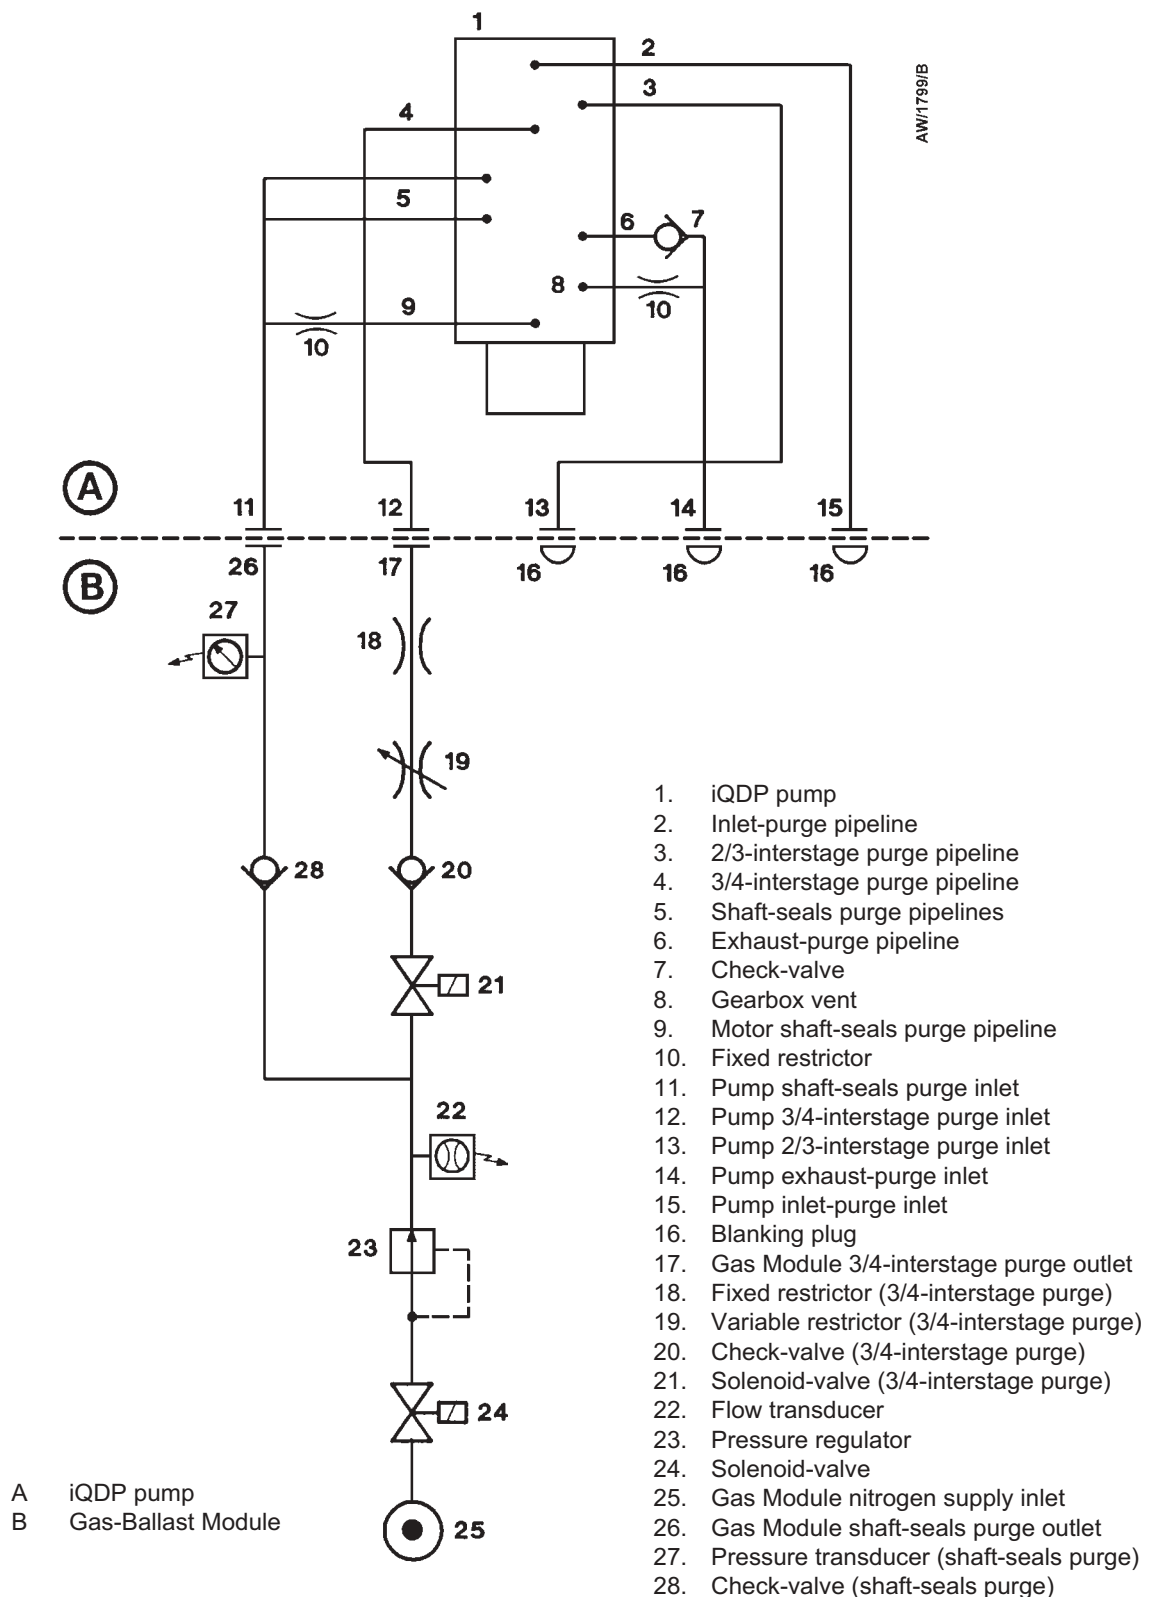 1
2
AW/1799/B
3
4
5
6
7
8
10
9
10
A
11
12
13
14
15
B
26
17
16
16
16
27
18
19
28
20
21
22
23
24
25
1. iQDP pump
2. Inlet-purge pipeline
3. 2/3-interstage purge pipeline
4. 3/4-interstage purge pipeline
5. Shaft-seals purge pipelines
6. Exhaust-purge pipeline
7. Check-valve
8. Gearbox vent
9. Motor shaft-seals purge pipeline
10. Fixed restrictor
11. Pump shaft-seals purge inlet
12. Pump 3/4-interstage purge inlet
13. Pump 2/3-interstage purge inlet
14. Pump exhaust-purge inlet
15. Pump inlet-purge inlet
16. Blanking plug
17. Gas Module 3/4-interstage purge outlet
18. Fixed restrictor (3/4-interstage purge)
19. Variable restrictor (3/4-interstage purge)
20. Check-valve (3/4-interstage purge)
21. Solenoid-valve (3/4-interstage purge)
22. Flow transducer
23. Pressure regulator
24. Solenoid-valve
25. Gas Module nitrogen supply inlet
26. Gas Module shaft-seals purge outlet
27. Pressure transducer (shaft-seals purge)
28. Check-valve (shaft-seals purge)
A iQDP pump
B Gas-Ballast Module